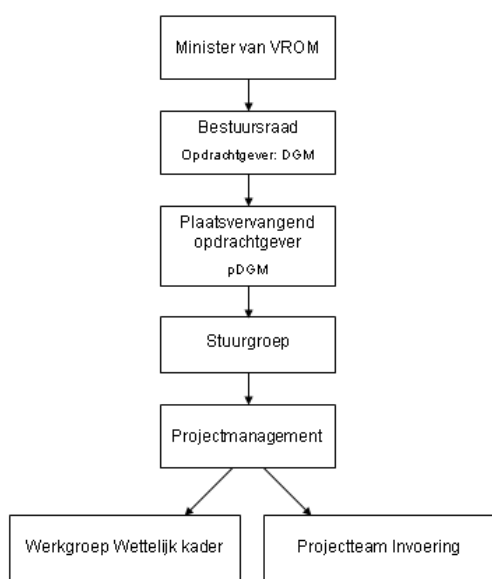 Minister van VROM
Bestuursraad
Opdrachtgever: DGM
Plaatsvervangend
opdrachtgever
pDGM
Stuurgroep
Projectmanagement
Werkgroep Wettelijk kader
Projectteam Invoering